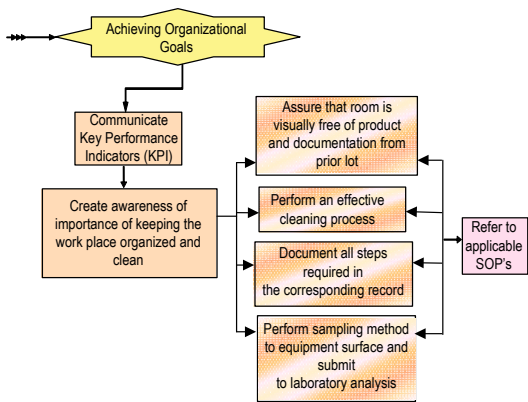 Achieving Organizational
Goals
Communicate
Key Performance
Indicators (KPI)
Create awareness of
importance of keeping the
work place organized and
clean
Assure that room is
visually free of product
and documentation from
prior lot
Perform an effective
cleaning process
Document all steps
required in
the corresponding record
Perform sampling method
to equipment surface and
submit
to laboratory analysis
Refer to
applicable
SOP's